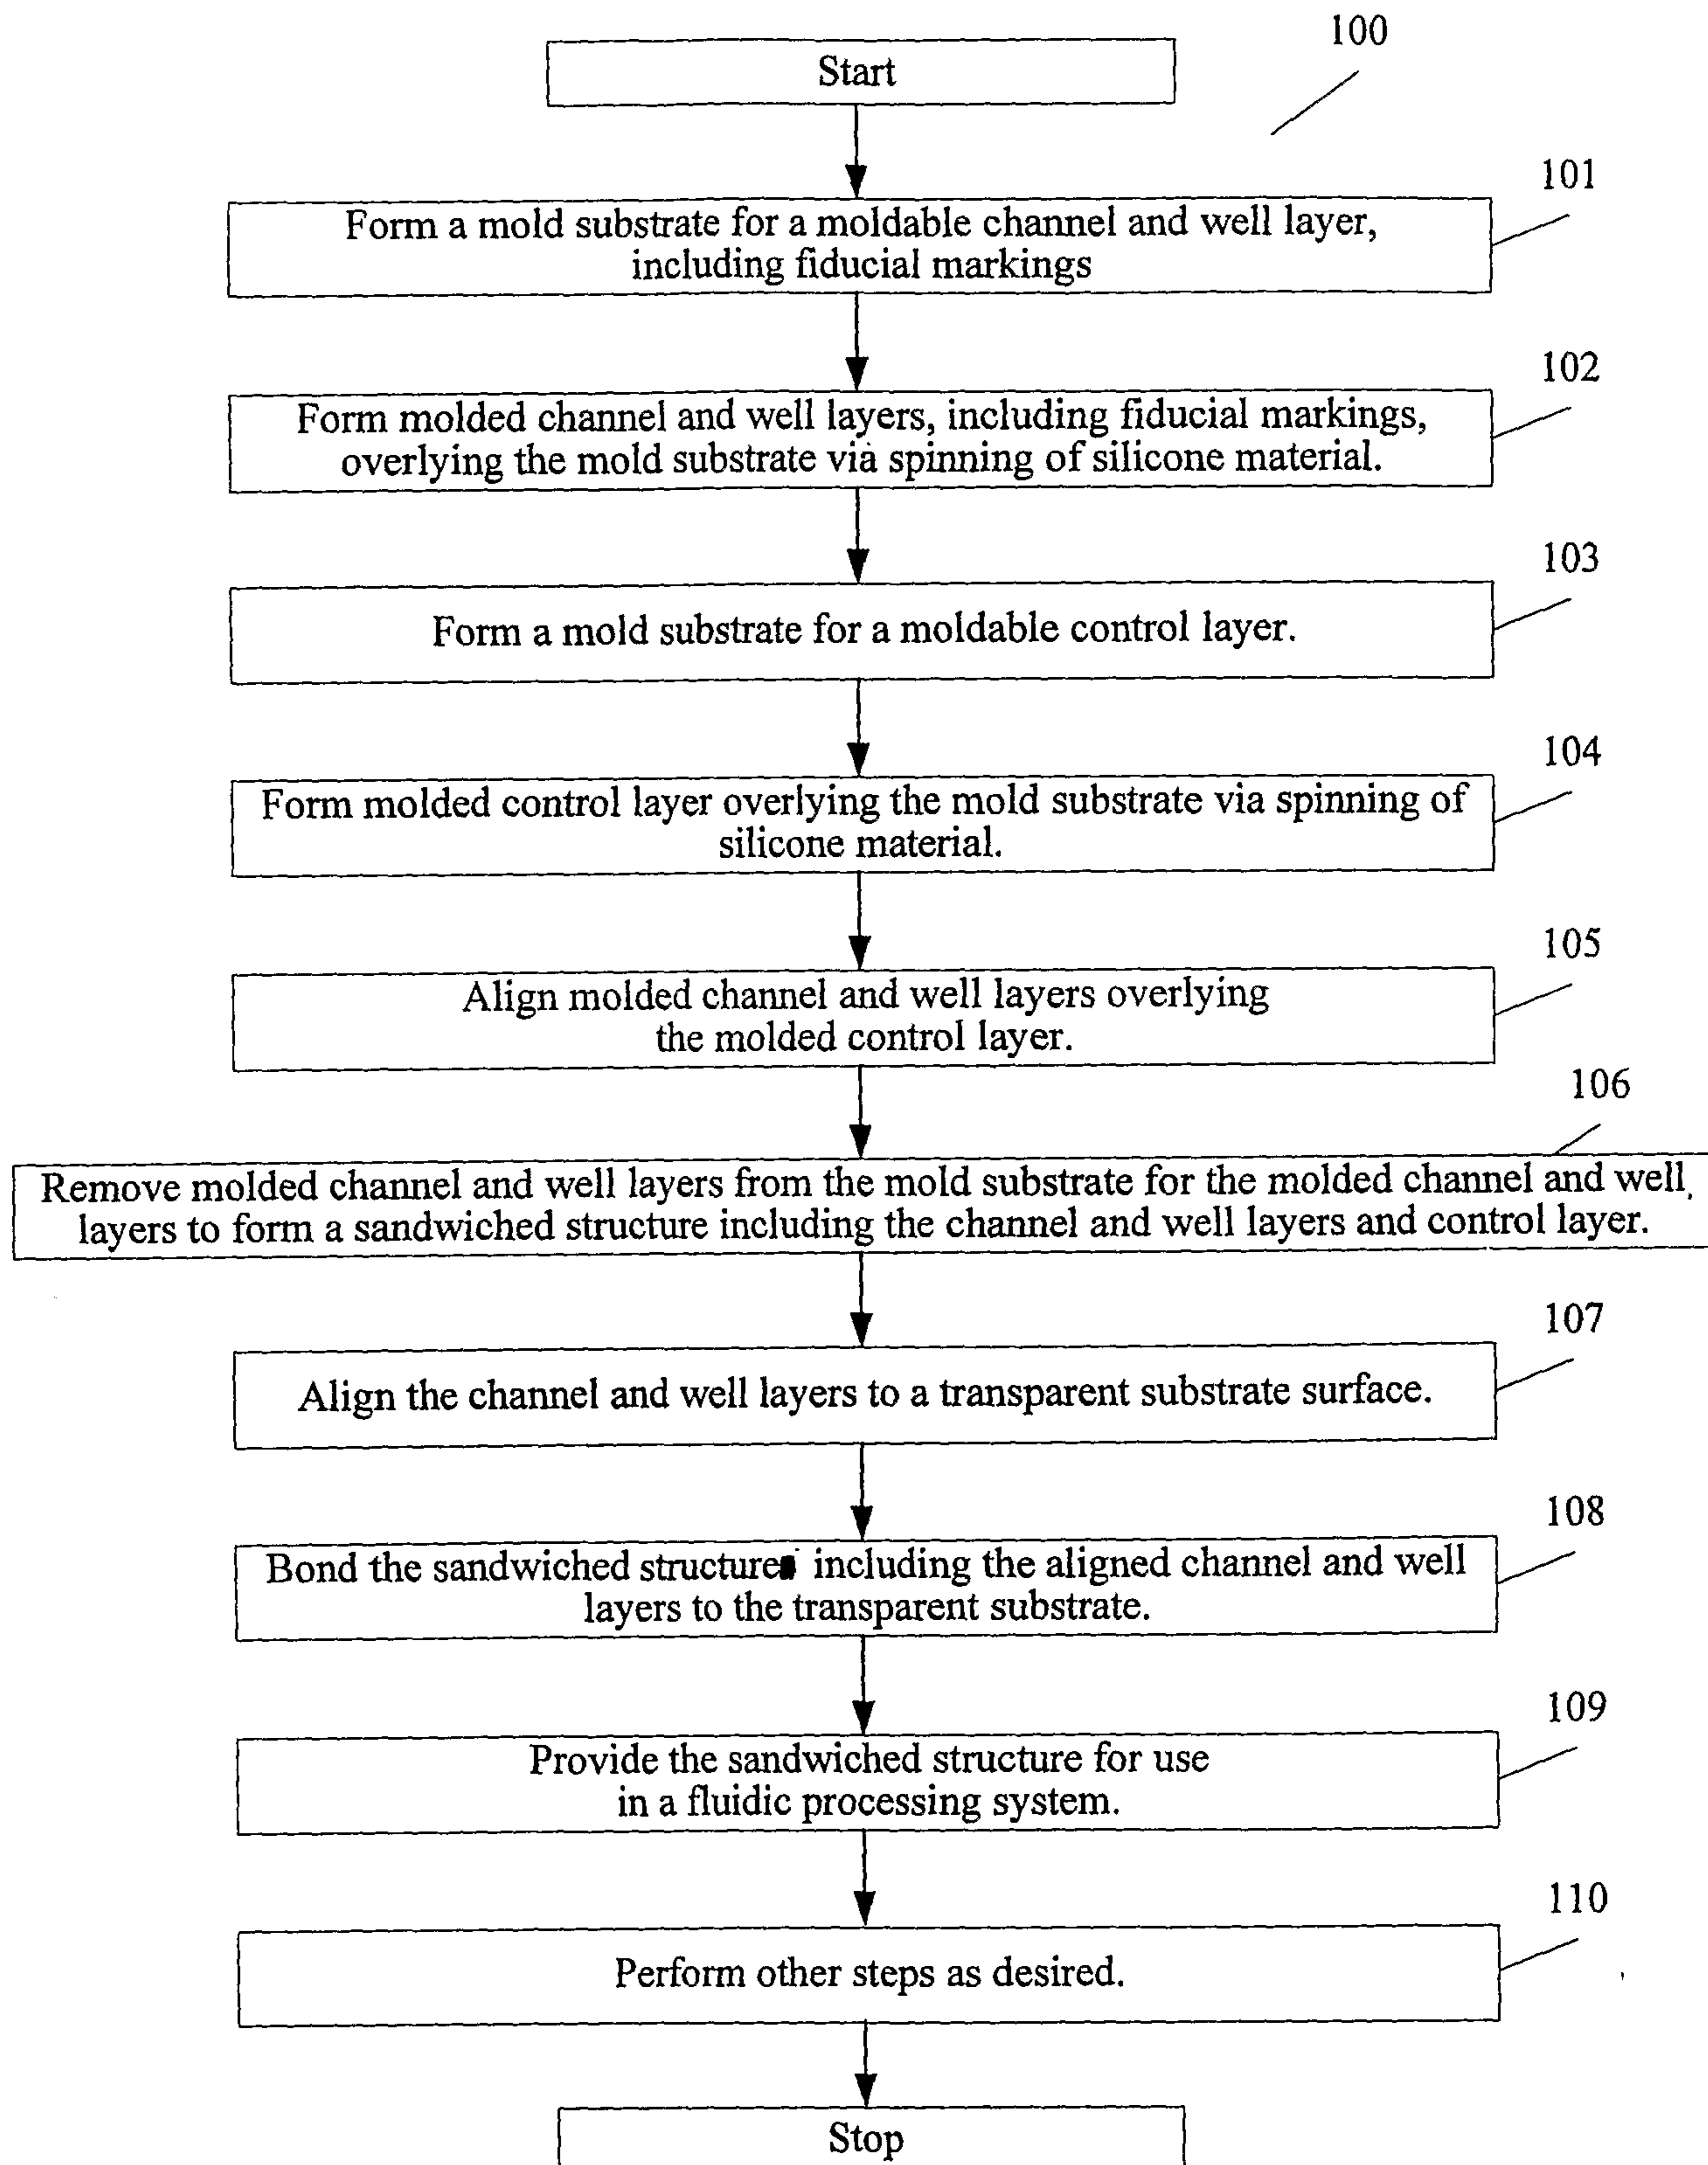 100
Start
101
Form a mold substrate for a moldable channel and well layer,
including fiducial markings
102
Form molded channel and well layers, including fiducial markings,
overlying the mold substrate via spinning of silicone material.
103
Form a mold substrate for a moldable control layer.
104
Form molded control layer overlying the mold substrate via spinning of
silicone material.
105
Align molded channel and well layers overlying
the molded control layer.
106
Remove molded channel and well layers from the mold substrate for the molded channel and well
layers to form a sandwiched structure including the channel and well layers and control layer.
107
Align the channel and well layers to a transparent substrate surface.
108
Bond the sandwiched structure including the aligned channel and well
layers to the transparent substrate.
109
Provide the sandwiched structure for use
in a fluidic processing system.
110
Perform other steps as desired.
Stop